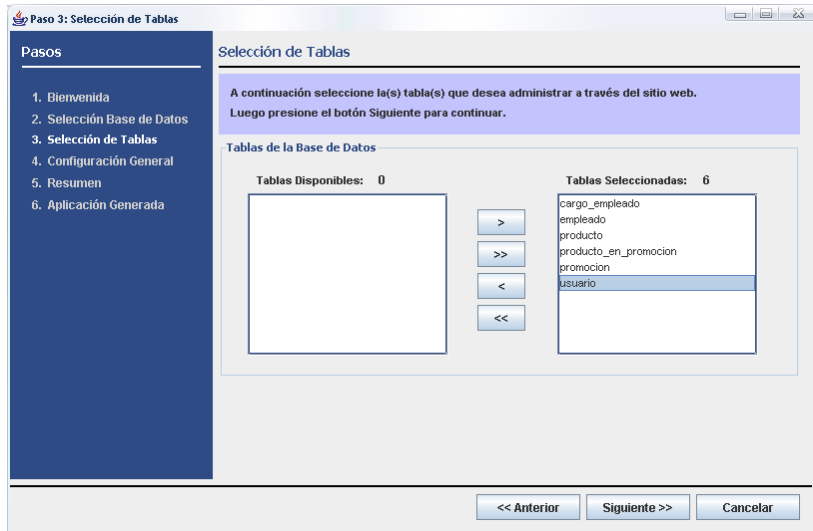 Paso 3: Selección de Tablas
Pasos
1. Bienvenida
2. Selección Base de Datos
3. Selección de Tablas
4. Configuración General
5. Resumen
6. Aplicación Generada
Selección de Tablas
A continuación seleccione la(s) tabla(s) que desea administrar a través del sitio web.
Luego presione el botón Siguiente para continuar.
Tablas de la Base de Datos
Tablas Disponibles: 0
>
>>
<
<<
Tablas Seleccionadas: 6
cargo_empleado
empleado
producto
producto_en_promocion
promocion
usuario
<< Anterior
Siguiente >>
Cancelar